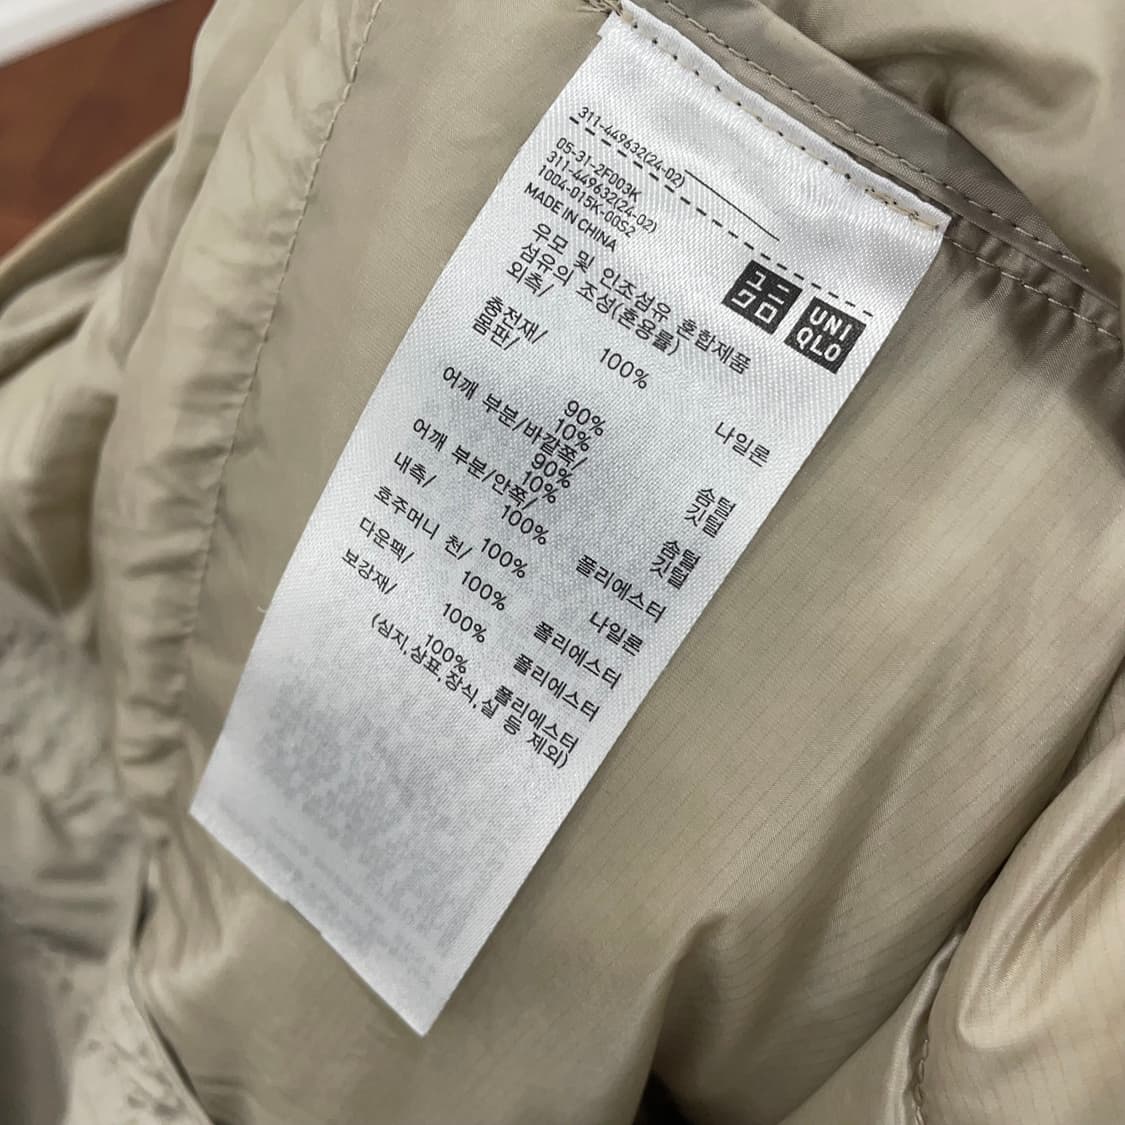 311-449632(24-02)
05-31-2F003K
311-449632(24-02)
1004-015K-00S2
MADE IN CHINA
ユニクロ
UNIQLO
우모 및 인조섬유 혼합제품
섬유의 조성(혼용률)
외측/
100% 나일론
충전재/
몸판/
90% 솜털
10% 깃털
어깨 부분/바깥쪽/
90% 솜털
10% 깃털
어깨 부분/안쪽/
100% 폴리에스터
내측/
100% 나일론
호주머니 천/
100% 폴리에스터
다운팩/
100% 폴리에스터
보강재/
100% 폴리에스터
(심지,상표,장식,실 등 제외)